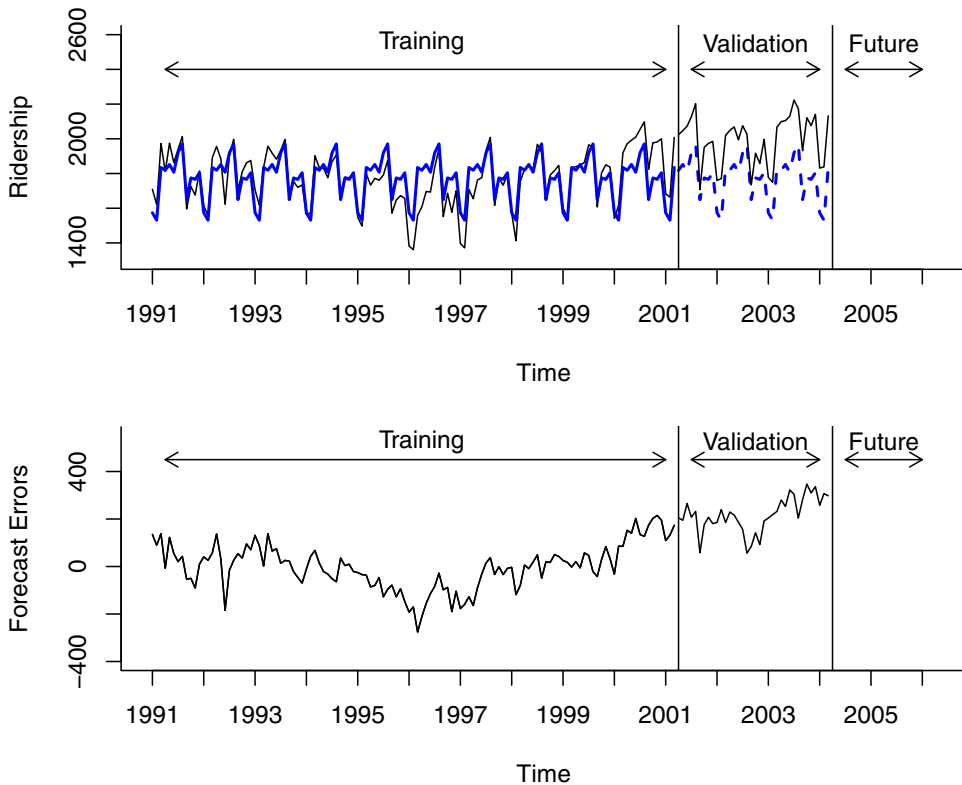 Ridership
2600
2000
1400
Training
Validation
Future
1991
1993
1995
1997
1999
2001
2003
2005
Time
Forecast Errors
400
0
−400
Training
Validation
Future
1991
1993
1995
1997
1999
2001
2003
2005
Time